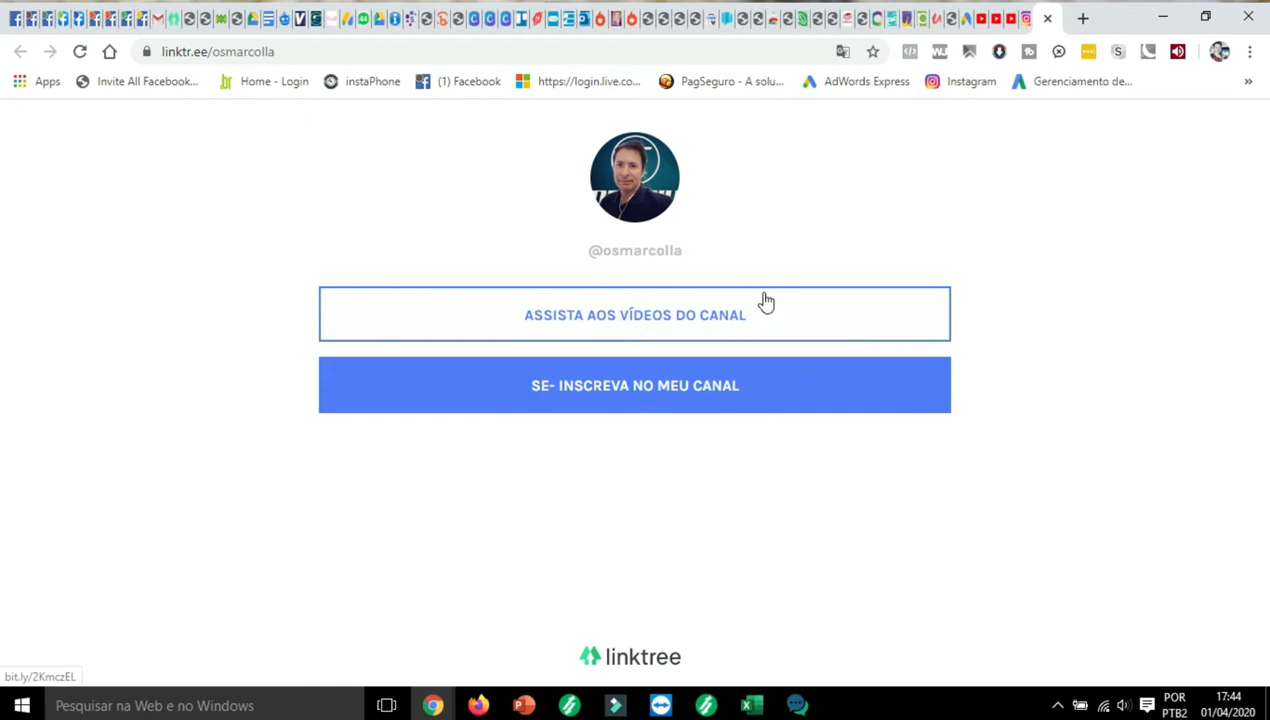 linktr.ee/osmarcolla
Apps
Invite All Facebook...
Home - Login
instaPhone
(1) Facebook
https://login.live.co...
PagSeguro - A solu...
AdWords Express
Instagram
Gerenciamento de...
»
@osmarcolla
ASSISTA AOS VÍDEOS DO CANAL
SE- INSCREVA NO MEU CANAL
linktree
bit.ly/2KmczEL
Pesquisar na Web e no Windows
POR
PTB2
17:44
01/04/2020